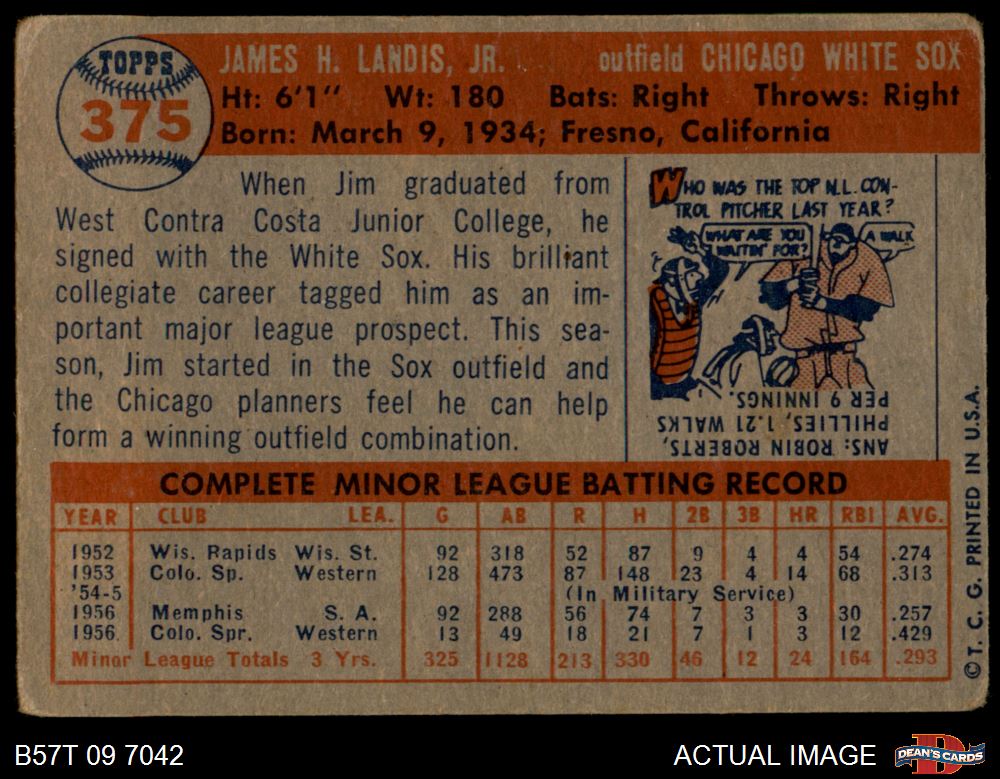 TOPPS
375
JAMES H. LANDIS, JR. outfield CHICAGO WHITE SOX
Ht: 6'1" Wt: 180 Bats: Right Throws: Right
Born: March 9, 1934; Fresno, California
When Jim graduated from
West Contra Costa Junior College, he
signed with the White Sox. His brilliant
collegiate career tagged him as an im-
portant major league prospect. This sea-
son, Jim started in the Sox outfield and
the Chicago planners feel he can help
form a winning outfield combination.
WHO WAS THE TOP N.L. CON-
TROL PITCHER LAST YEAR?
WHAT ARE YOU
WAITIN' FOR?
A WALK
ANS: ROBIN ROBERTS,
PHILLIES, 1.21 WALKS
PER 9 INNINGS.
COMPLETE MINOR LEAGUE BATTING RECORD
YEAR CLUB LEA. G AB R H 2B 3B HR RBI AVG.
1952 Wis. Rapids Wis. St. 92 318 52 87 9 4 4 54 .274
1953 Colo. Sp. Western 128 473 87 148 23 4 14 68 .313
'54-5 (In Military Service)
1956 Memphis S. A. 92 288 56 74 7 3 3 30 .257
1956 Colo. Spr. Western 13 49 18 21 7 1 3 12 .429
Minor League Totals 3 Yrs. 325 1128 213 330 46 12 24 164 .293
© T. C. G. PRINTED IN U.S.A.
B57T 09 7042 ACTUAL IMAGE
DEAN'S CARDS